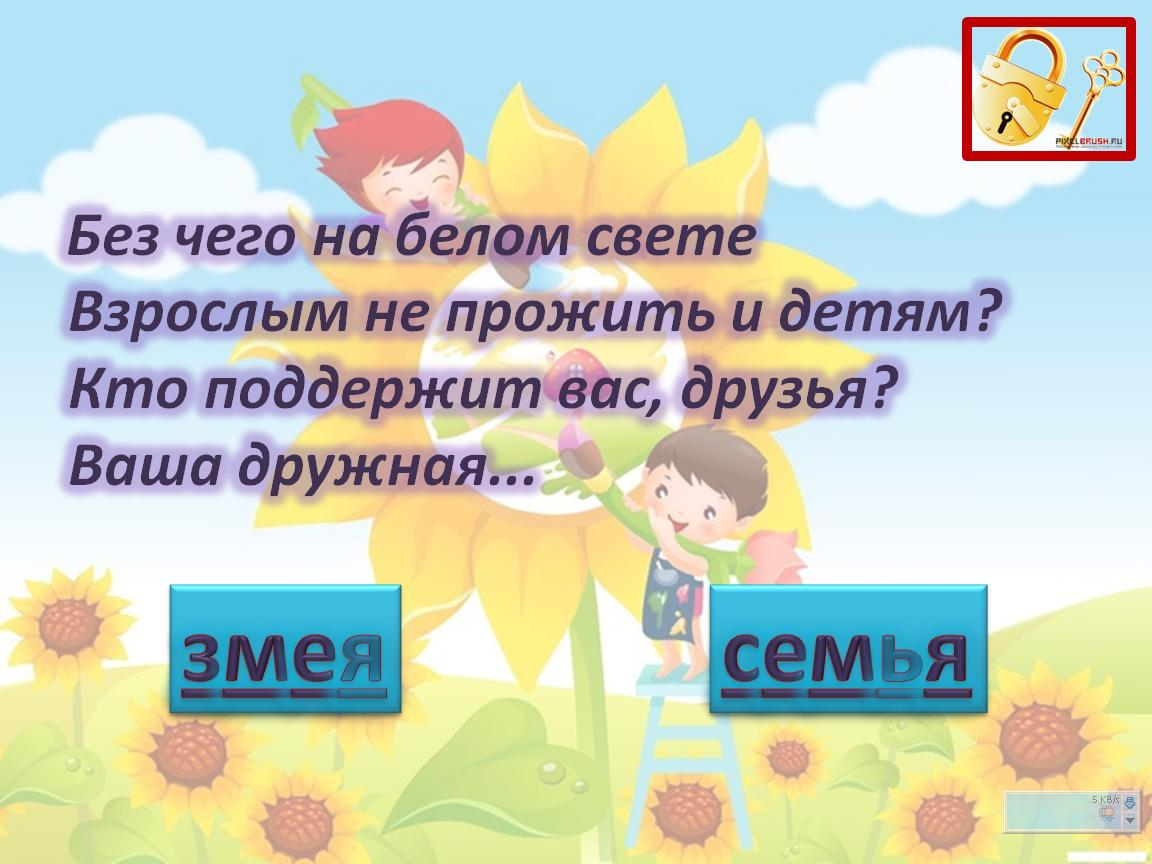 PIXELBRUSH.RU
Без чего на белом свете
Взрослым не прожить и детям?
Кто поддержит вас, друзья?
Ваша дружная...
змея
семья
5 KB/s